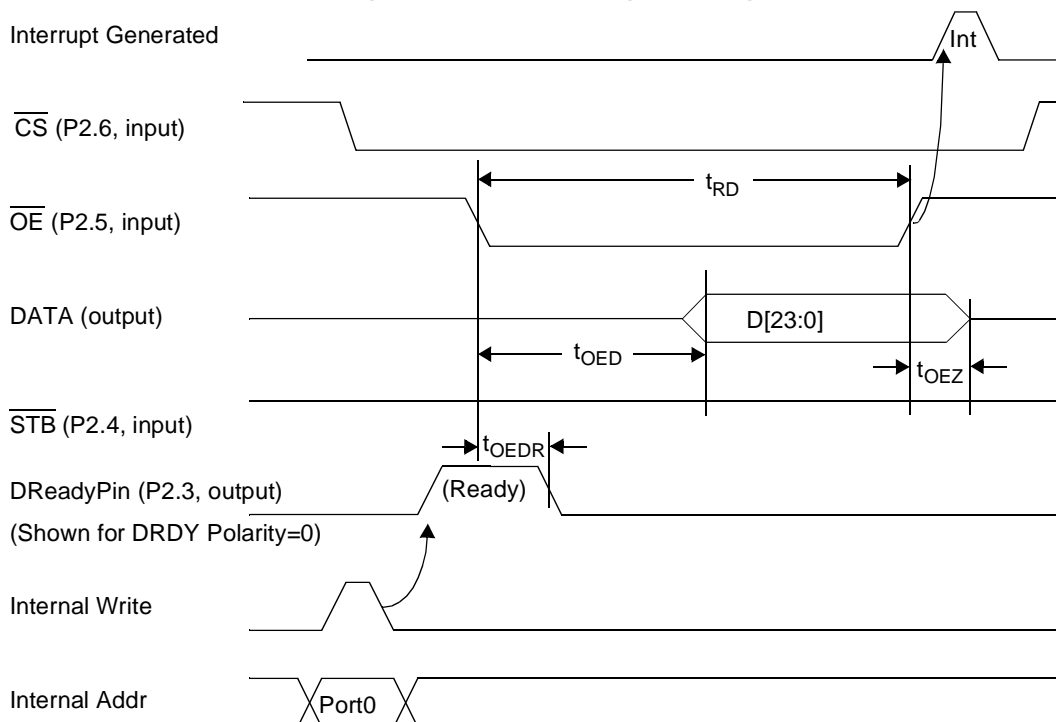 Interrupt Generated
Int
CS (P2.6, input)
tRD
OE (P2.5, input)
DATA (output)
D[23:0]
tOED
tOEZ
STB (P2.4, input)
tOEDR
DReadyPin (P2.3, output)
(Ready)
(Shown for DRDY Polarity=0)
Internal Write
Internal Addr
Port0